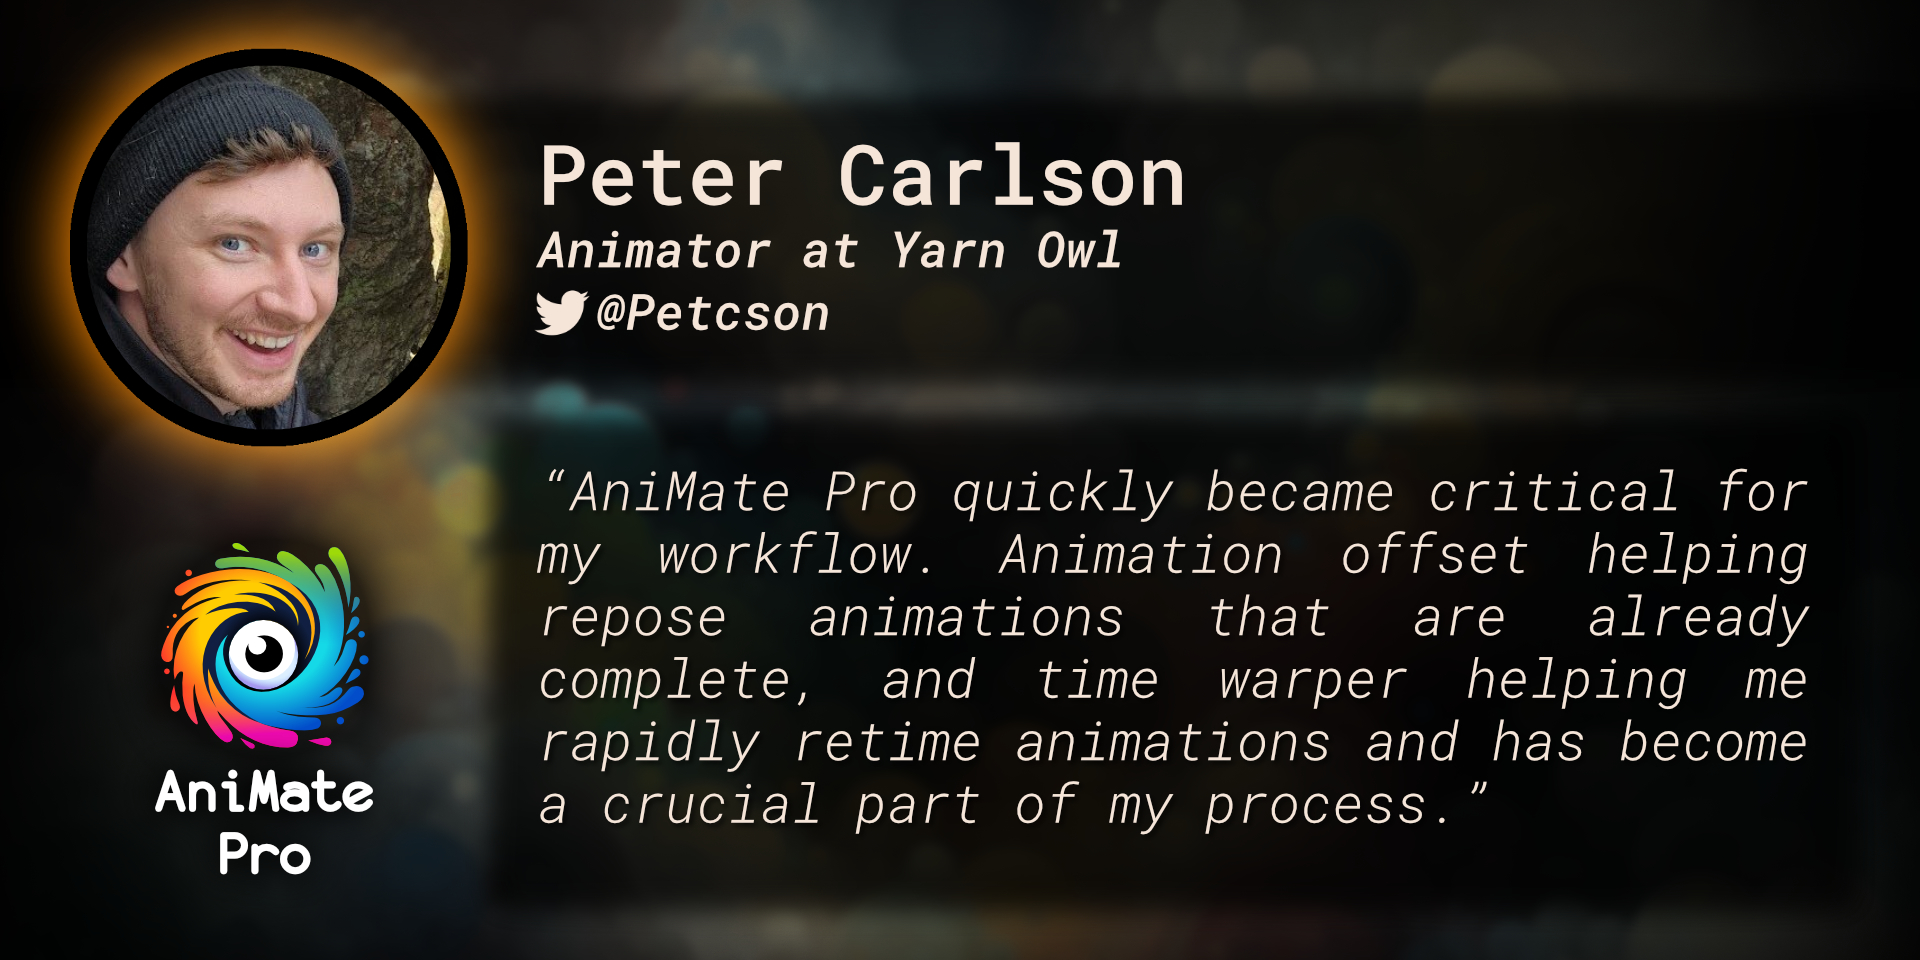 Peter Carlson
Animator at Yarn Owl
@Petcson
“AniMate Pro quickly became critical for
my workflow. Animation offset helping
repose animations that are already
complete, and time warper helping me
rapidly retime animations and has become
a crucial part of my process.”
AniMate
Pro